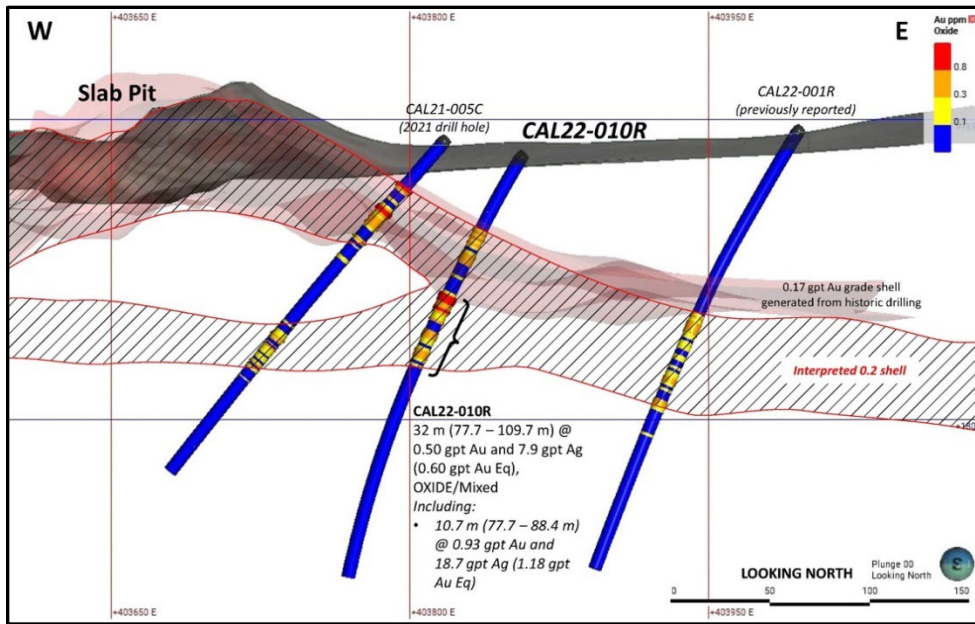 +403650 E
+403800 E
+403950 E
W
E
Au ppm
Oxide
0.8
0.3
0.1
Slab Pit
CAL21-005C
(2021 drill hole)
CAL22-010R
CAL22-001R
(previously reported)
0.17 gpt Au grade shell
generated from historic drilling
Interpreted 0.2 shell
CAL22-010R
32 m (77.7 – 109.7 m) @
0.50 gpt Au and 7.9 gpt Ag
(0.60 gpt Au Eq),
OXIDE/Mixed
Including:
• 10.7 m (77.7 – 88.4 m)
@ 0.93 gpt Au and
18.7 gpt Ag (1.18 gpt
Au Eq)
LOOKING NORTH
Plunge 00
Looking North
S
0 50 100 150
+403650 E
+403800 E
+403950 E